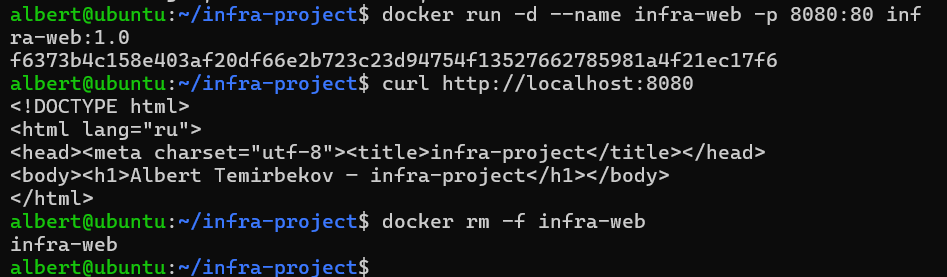 albert@ubuntu:~/infra-project$ docker run -d --name infra-web -p 8080:80 inf
ra-web:1.0
f6373b4c158e403af20df66e2b723c23d94754f13527662785981a4f21ec17f6
albert@ubuntu:~/infra-project$ curl http://localhost:8080
<!DOCTYPE html>
<html lang="ru">
<head><meta charset="utf-8"><title>infra-project</title></head>
<body><h1>Albert Temirbekov — infra-project</h1></body>
</html>
albert@ubuntu:~/infra-project$ docker rm -f infra-web
infra-web
albert@ubuntu:~/infra-project$